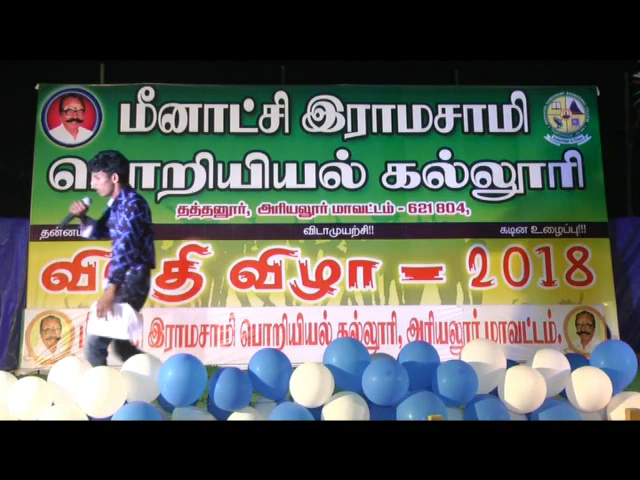 மீனாட்சி இராமசாமி
பொறியியல் கல்லூரி
தத்தனூர், அரியலூர் மாவட்டம் - 621 804,
விடாமுயற்சி!! கடின உழைப்பு!!!
விழா - 2018
இராமசாமி பொறியியல் கல்லூரி, அரியலூர் மாவட்டம்.